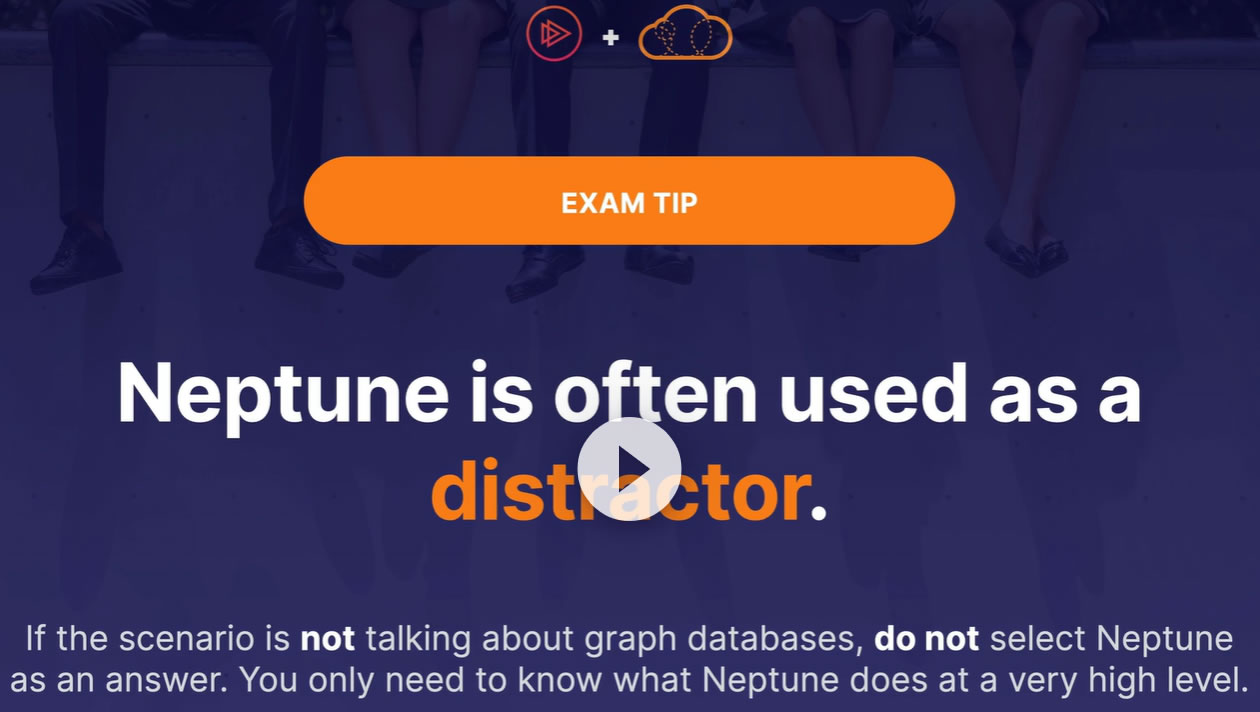 +
EXAM TIP
Neptune is often used as a
distractor.
If the scenario is not talking about graph databases, do not select Neptune
as an answer. You only need to know what Neptune does at a very high level.